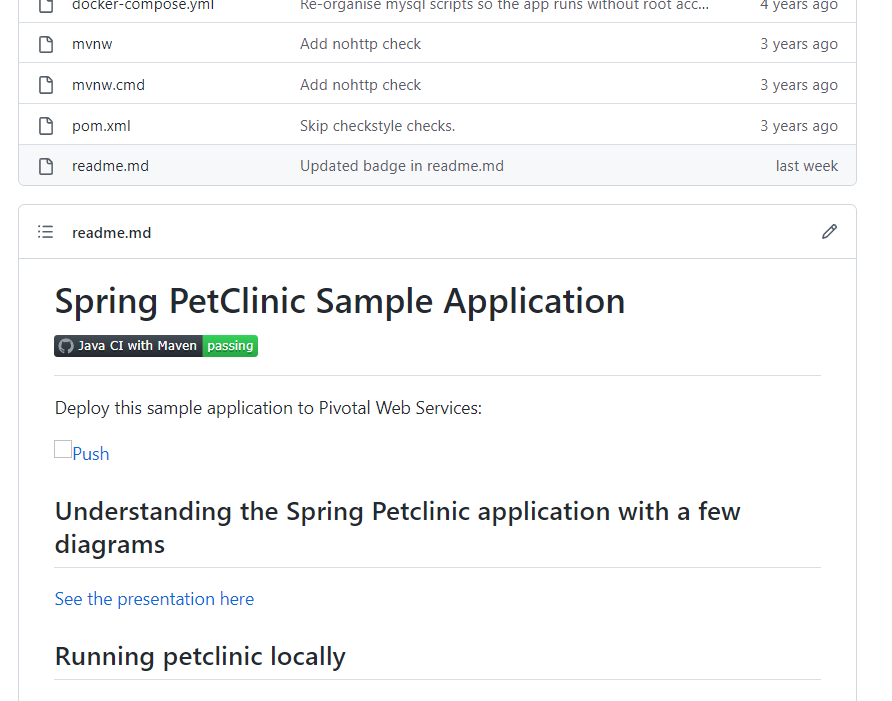 docker-compose.yml Re-organise mysql scripts so the app runs without root acc... 4 years ago
mvnw Add nohttp check 3 years ago
mvnw.cmd Add nohttp check 3 years ago
pom.xml Skip checkstyle checks. 3 years ago
readme.md Updated badge in readme.md last week
readme.md
Spring PetClinic Sample Application
Java CI with Maven passing
Deploy this sample application to Pivotal Web Services:
Push
Understanding the Spring Petclinic application with a few
diagrams
See the presentation here
Running petclinic locally